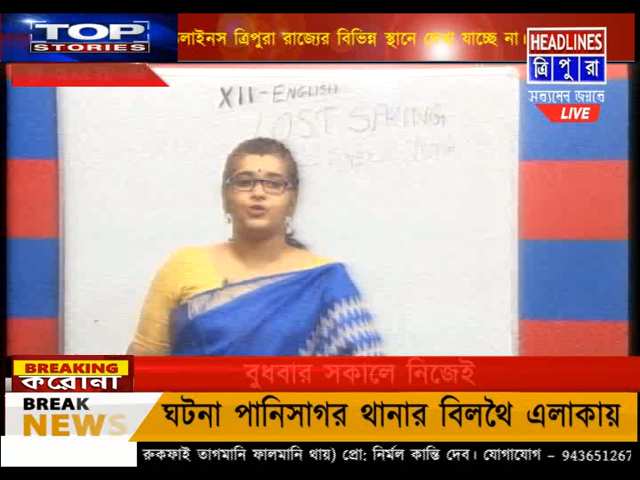 TOP
STORIES
লাইনস ত্রিপুরা রাজ্যের বিভিন্ন স্থানে দেখা যাচ্ছে না।
HEADLINES
ত্রিপুরা
সত্যমেব জয়তে
LIVE
XII-ENGLISH
LOST SPRING
BREAKING
করোনা
বুধবার সকালে নিজেই
BREAK
NEWS
ঘটনা পানিসাগর থানার বিলথৈ এলাকায়
রুকফাই তাগমানি ফালমানি থায়) প্রো: নির্মল কান্তি দেব। যোগাযোগ - 943651267